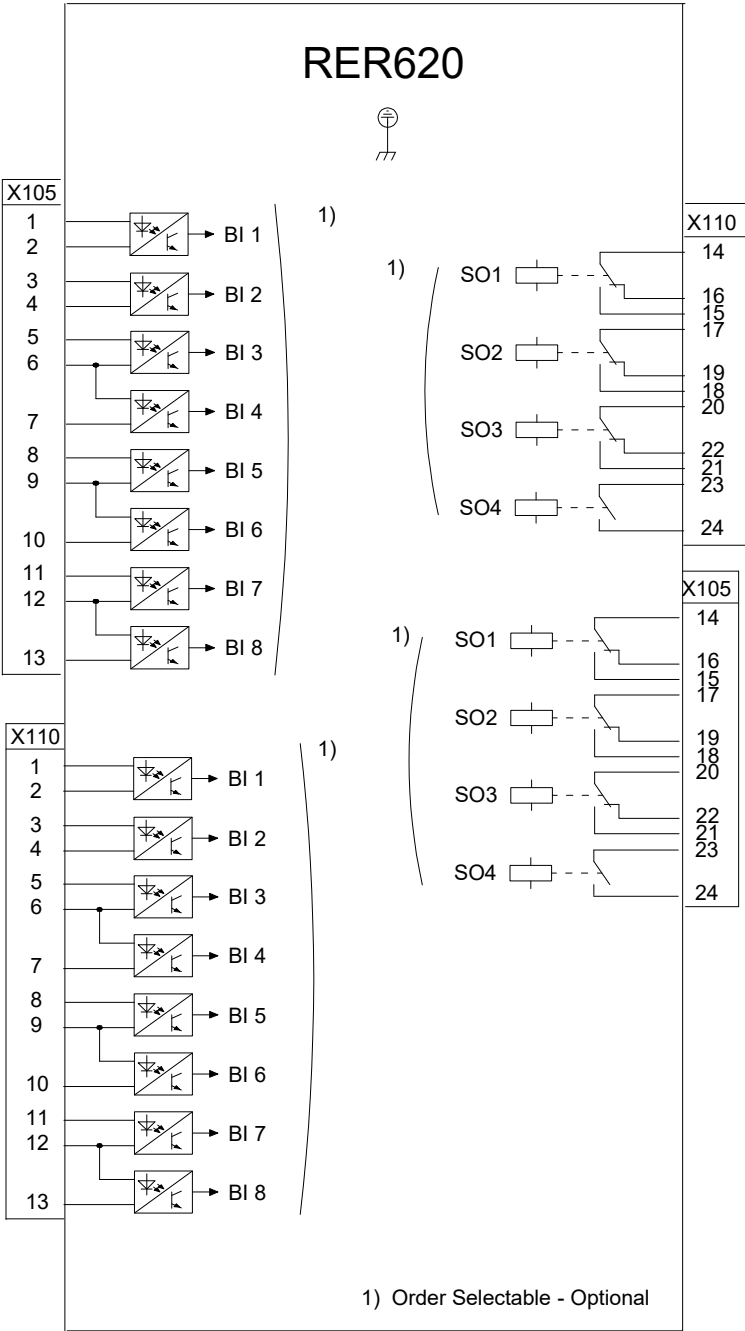 RER620
X105
1
2
BI 1
3
4
BI 2
5
6
BI 3
7
BI 4
8
9
BI 5
10
BI 6
11
12
BI 7
13
BI 8
1)
X110
1
2
BI 1
3
4
BI 2
5
6
BI 3
7
BI 4
8
9
BI 5
10
BI 6
11
12
BI 7
13
BI 8
1)
X110
1)
SO1
14
16
15
SO2
17
19
18
SO3
20
22
21
SO4
23
24
X105
1)
SO1
14
16
15
SO2
17
19
18
SO3
20
22
21
SO4
23
24
1) Order Selectable - Optional